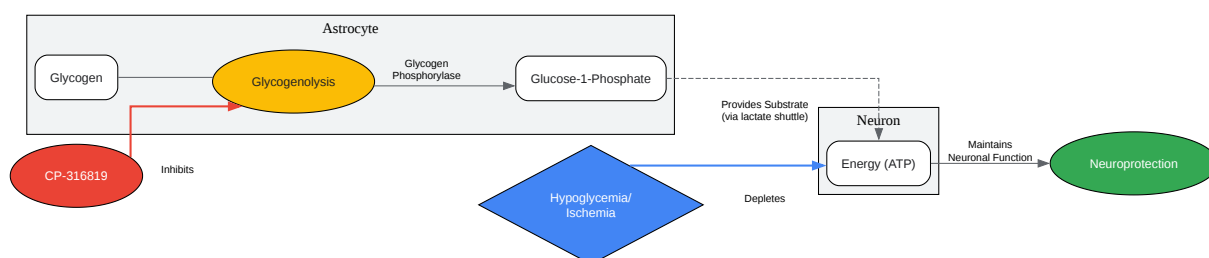 Astrocyte
Glycogen
Glycogenolysis
Glycogen
Phosphorylase
Glucose-1-Phosphate
CP-316819
Inhibits
Provides Substrate
(via lactate shuttle)
Neuron
Energy (ATP)
Maintains
Neuronal Function
Neuroprotection
Hypoglycemia/
Ischemia
Depletes